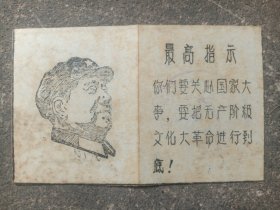 最高指示
你们要关心国家大
事，要把无产阶级
文化大革命进行到
底！